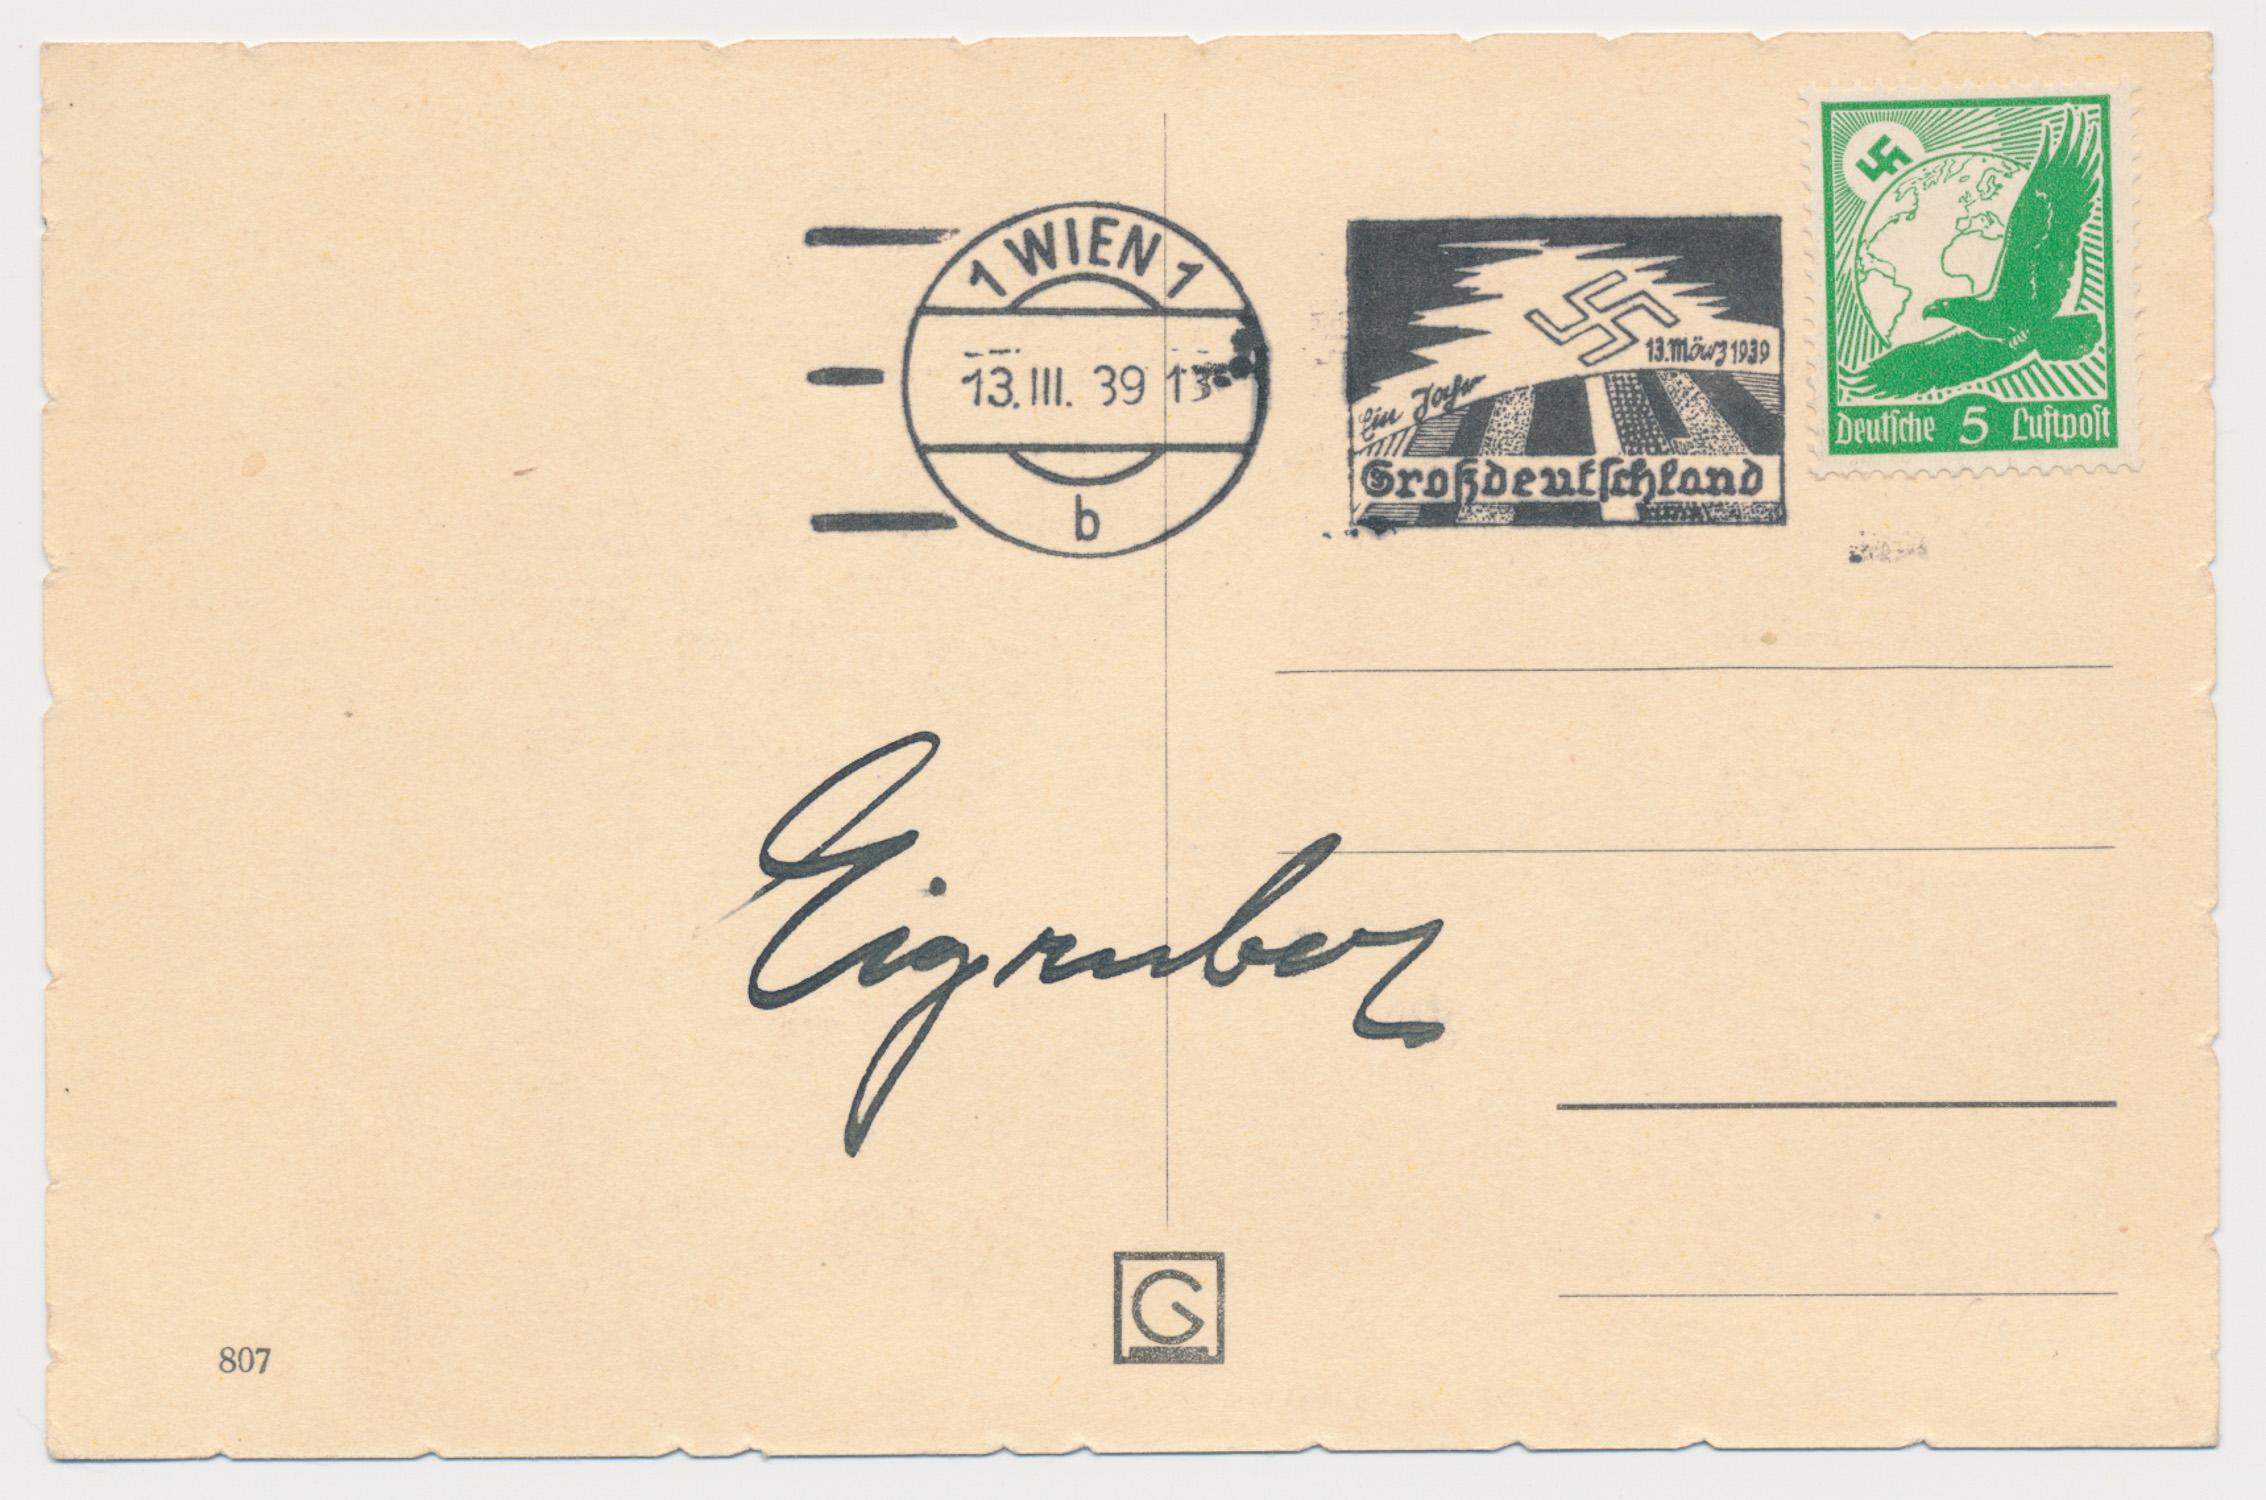 1 WIEN 1
13. III. 39 13
b
13. März 1939
Ein Jahr
Großdeutschland
Deutsche 5 Luftpost
Eigruber
G
807